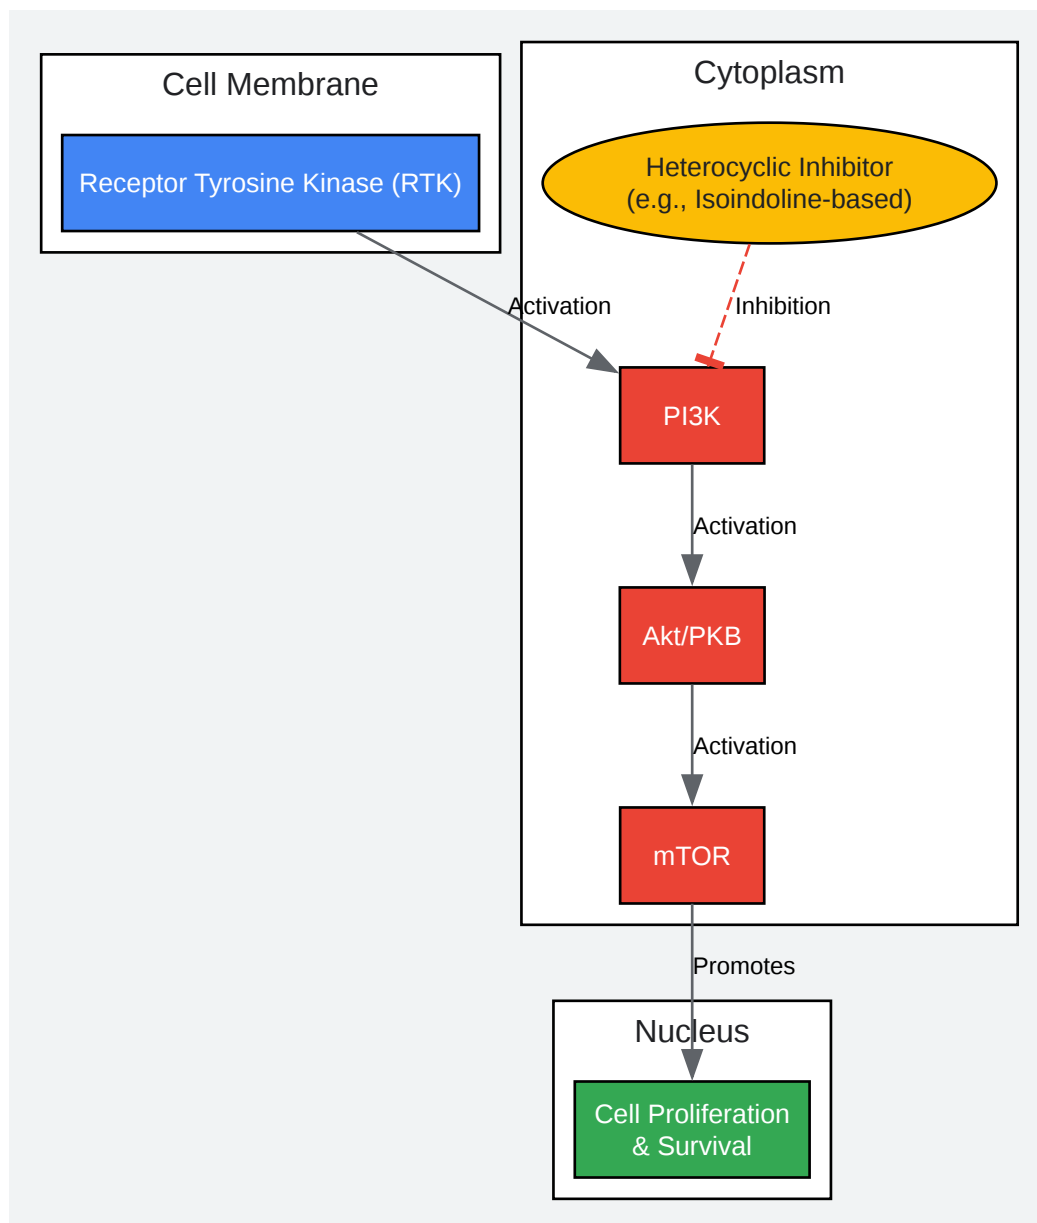 Cell Membrane
Receptor Tyrosine Kinase (RTK)
Cytoplasm
Heterocyclic Inhibitor
(e.g., Isoindoline-based)
Activation
Inhibition
PI3K
Activation
Akt/PKB
Activation
mTOR
Promotes
Nucleus
Cell Proliferation
& Survival